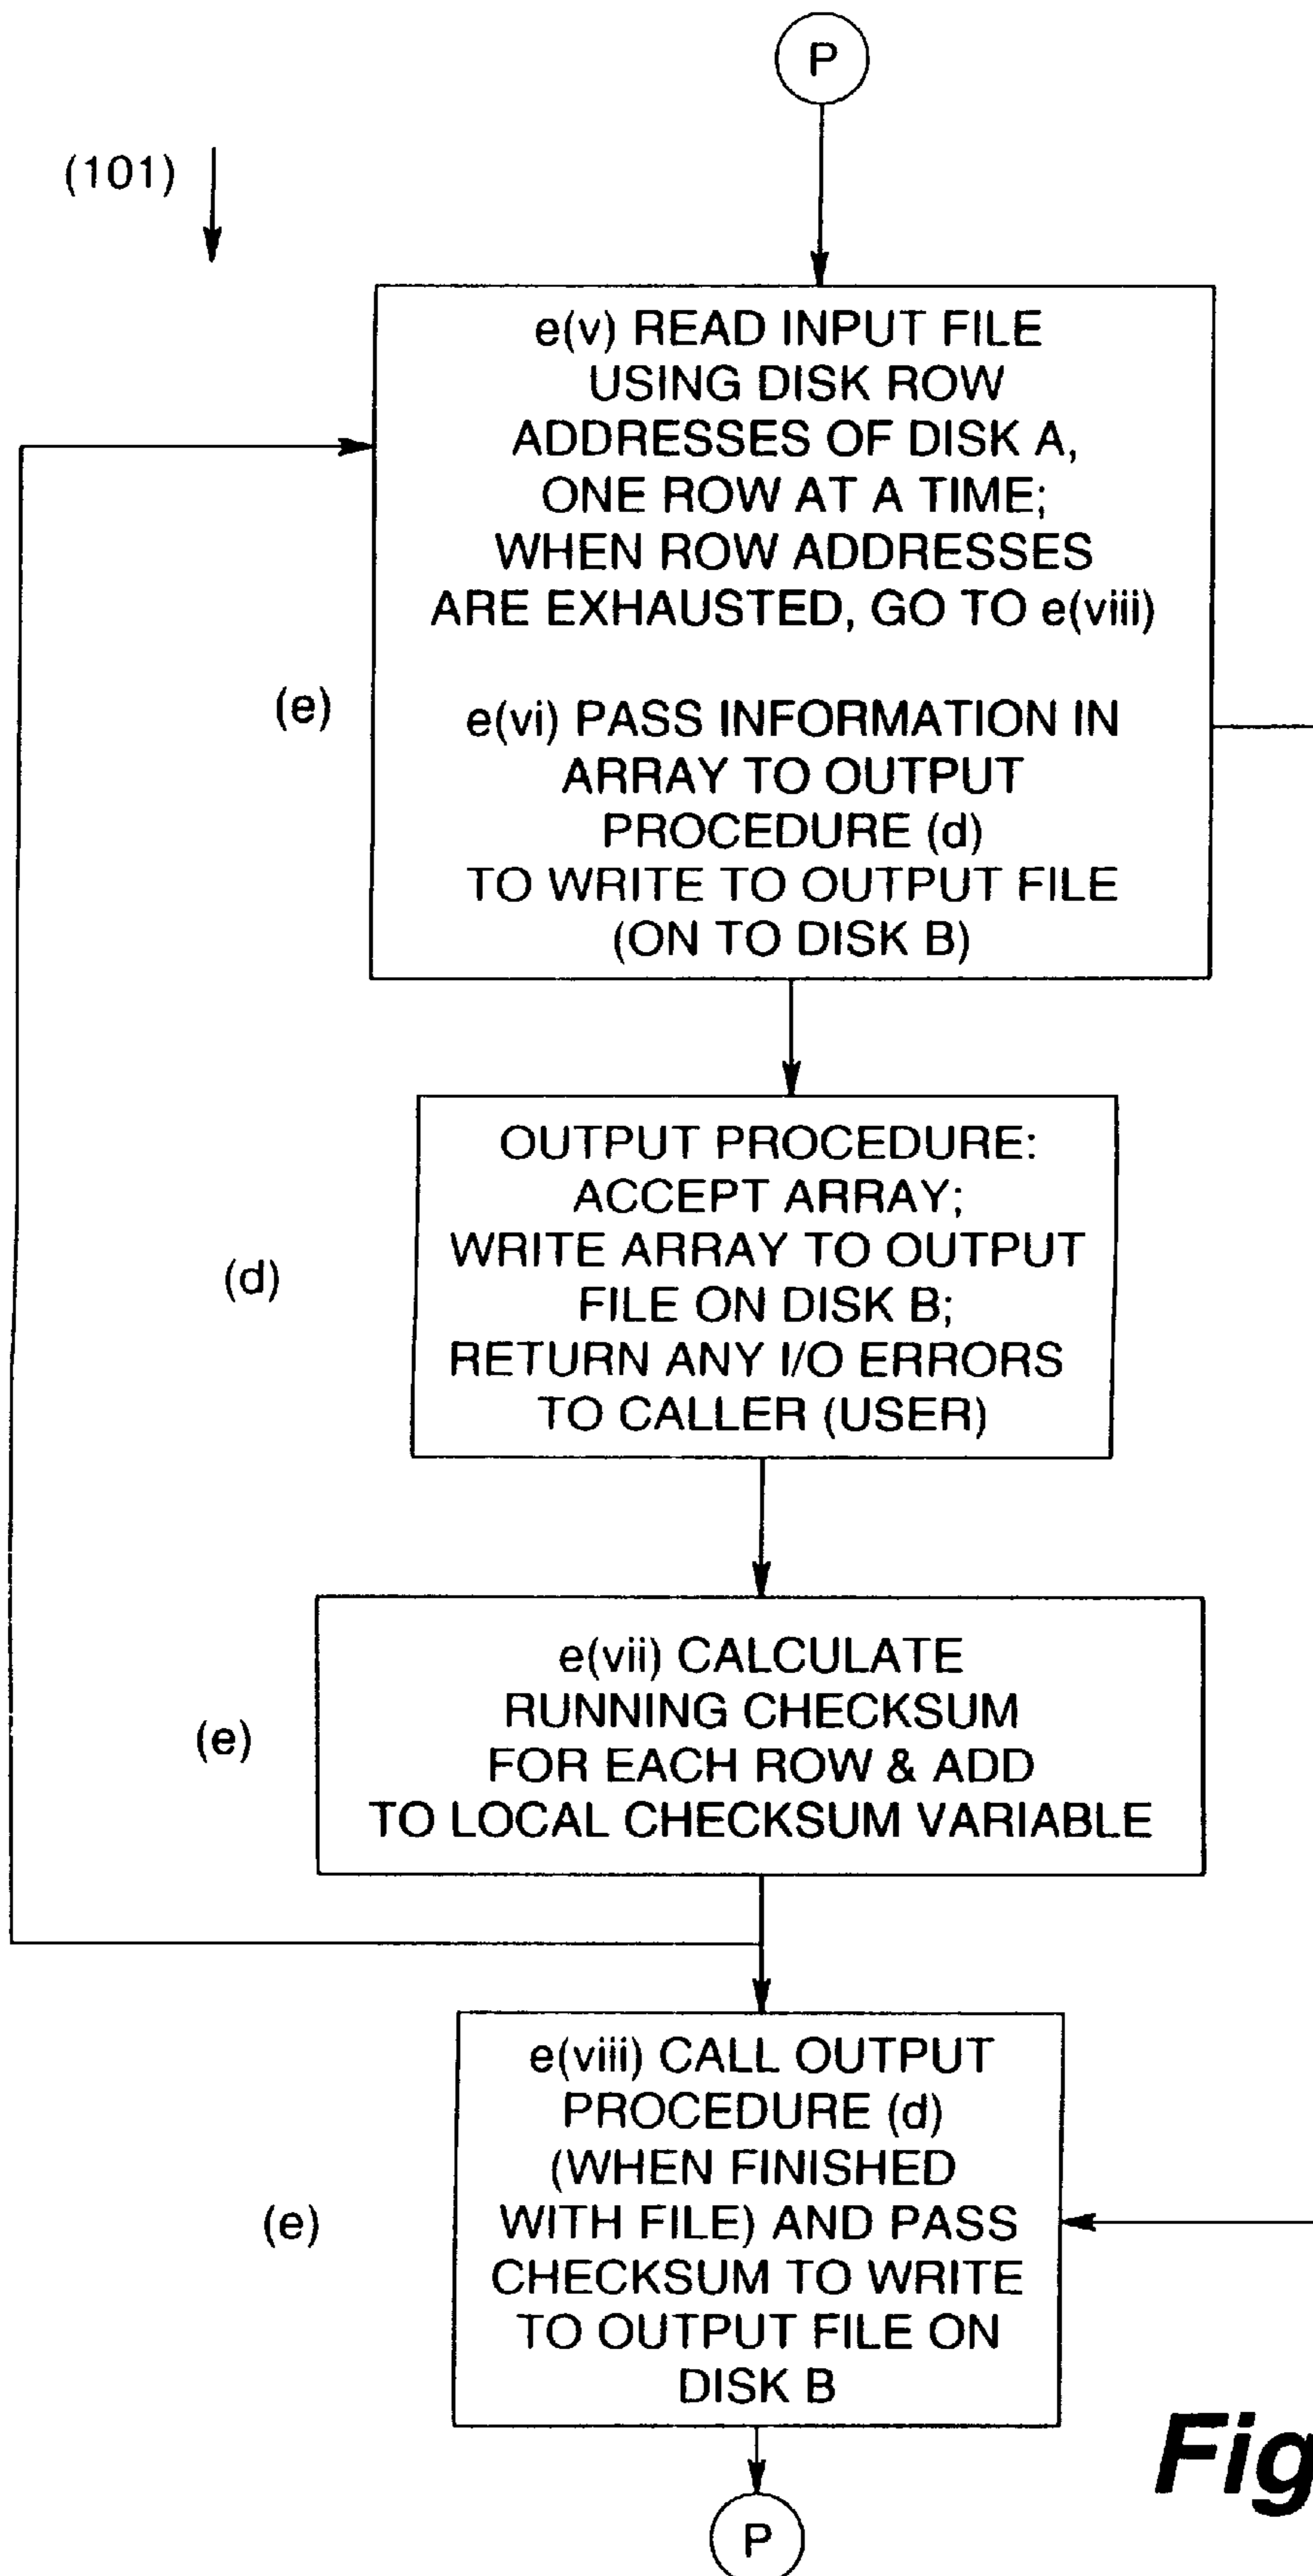 P
(101)
e(v) READ INPUT FILE
USING DISK ROW
ADDRESSES OF DISK A,
ONE ROW AT A TIME;
WHEN ROW ADDRESSES
ARE EXHAUSTED, GO TO e(viii)
(e)
e(vi) PASS INFORMATION IN
ARRAY TO OUTPUT
PROCEDURE (d)
TO WRITE TO OUTPUT FILE
(ON TO DISK B)
OUTPUT PROCEDURE:
ACCEPT ARRAY;
WRITE ARRAY TO OUTPUT
FILE ON DISK B;
RETURN ANY I/O ERRORS
TO CALLER (USER)
(d)
e(vii) CALCULATE
RUNNING CHECKSUM
FOR EACH ROW & ADD
TO LOCAL CHECKSUM VARIABLE
(e)
e(viii) CALL OUTPUT
PROCEDURE (d)
(WHEN FINISHED
WITH FILE) AND PASS
CHECKSUM TO WRITE
TO OUTPUT FILE ON
DISK B
(e)
Fig
P